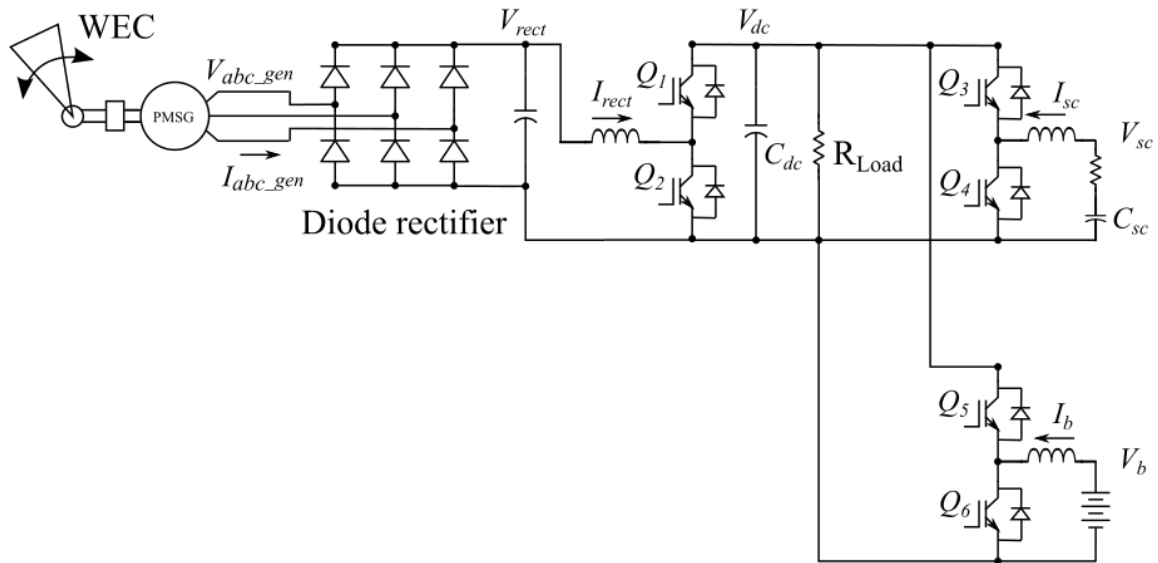 WEC
V_rect
V_dc
V_abc_gen
Q_1
Q_3
I_sc
PMSG
I_rect
V_sc
C_dc
R_Load
I_abc_gen
Q_2
Q_4
Diode rectifier
C_sc
Q_5
I_b
V_b
Q_6